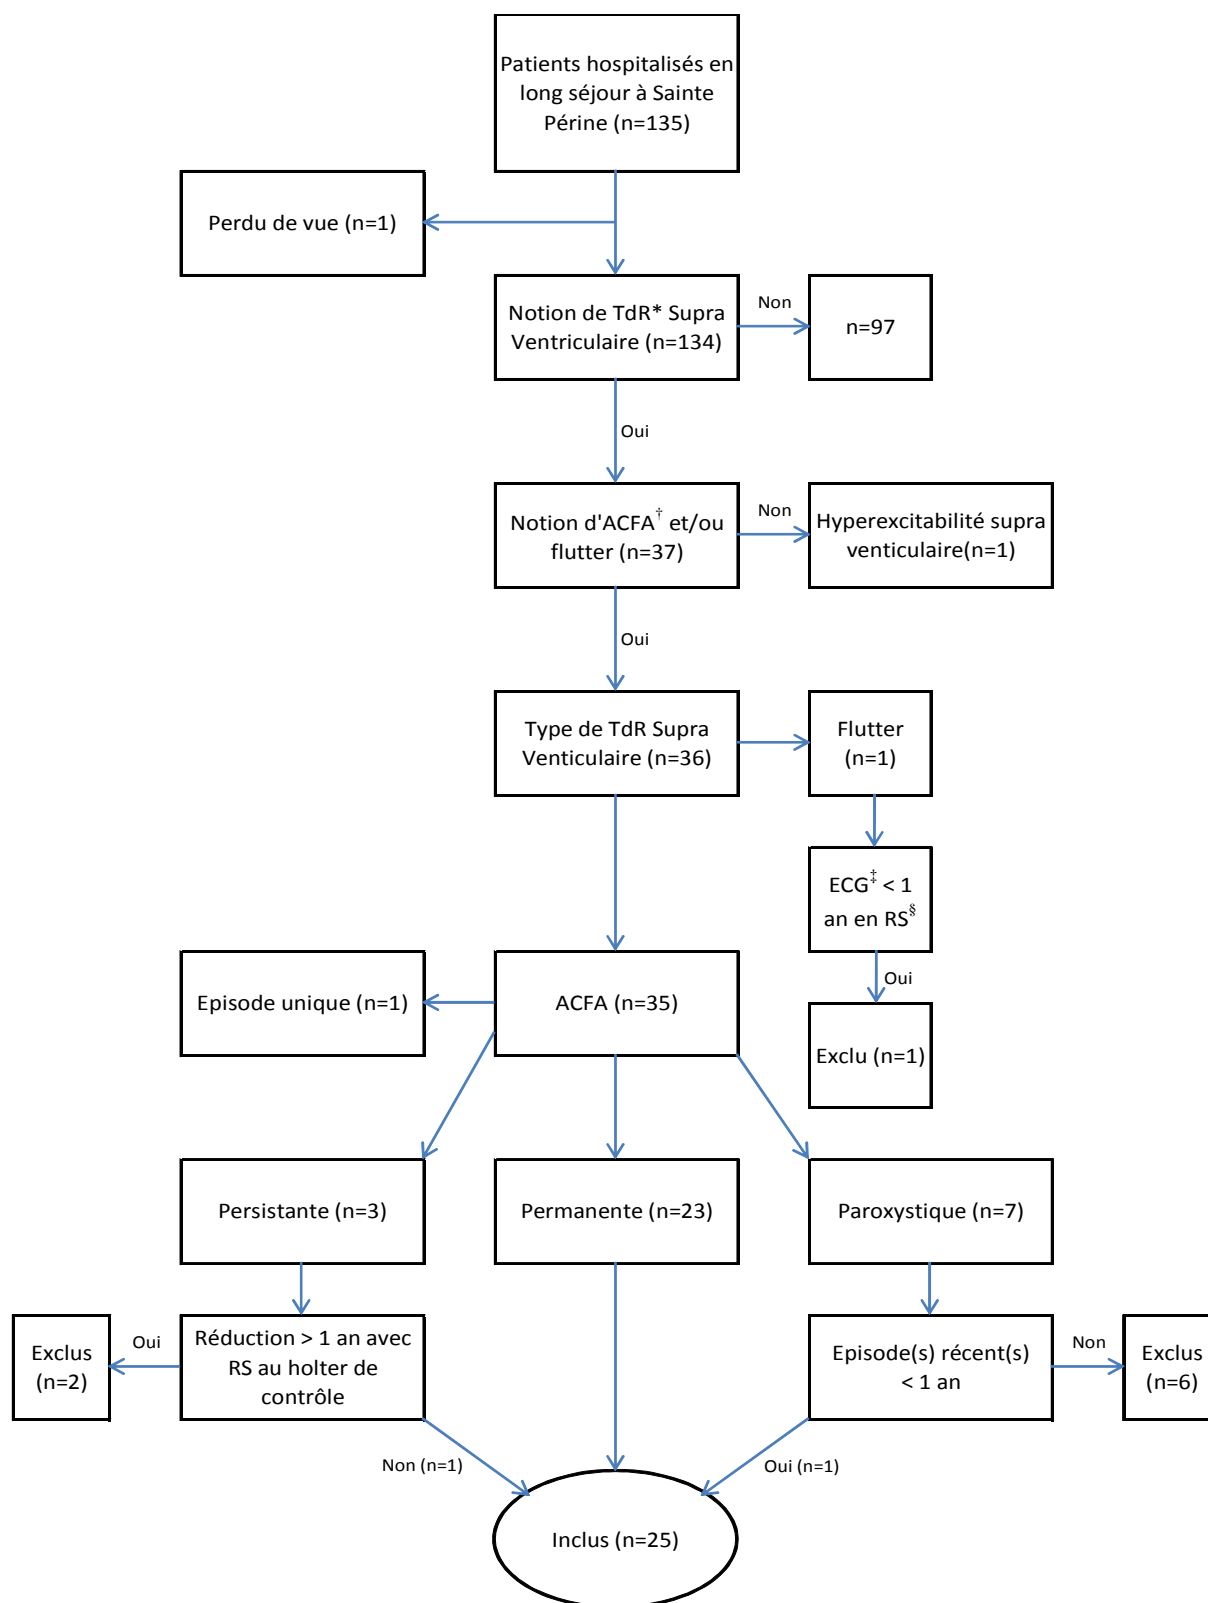 Patients hospitalisés en
long séjour à Sainte
Périne (n=135)
Perdu de vue (n=1)
Notion de TdR* Supra
Ventriculaire (n=134)
Non
n=97
Oui
Notion d'ACFA† et/ou
flutter (n=37)
Non
Hyperexcitabilité supra
venticulaire(n=1)
Oui
Type de TdR Supra
Venticulaire (n=36)
Flutter
(n=1)
ECG‡ < 1
an en RS§
Oui
Exclu (n=1)
Episode unique (n=1)
ACFA (n=35)
Persistante (n=3)
Permanente (n=23)
Paroxystique (n=7)
Exclus
(n=2)
Oui
Réduction > 1 an avec
RS au holter de
contrôle
Episode(s) récent(s)
< 1 an
Non
Exclus
(n=6)
Non (n=1)
Oui (n=1)
Inclus (n=25)